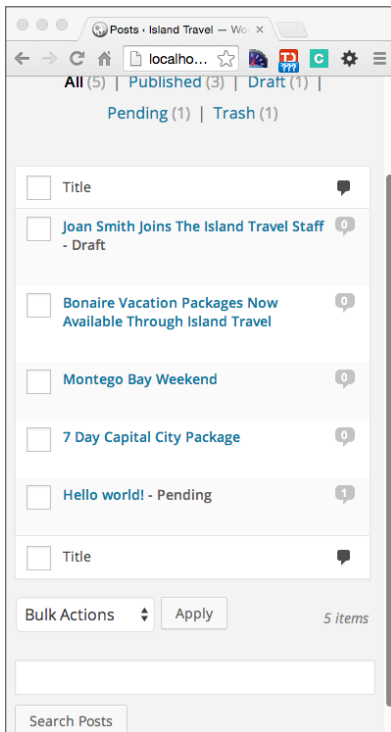 Posts ‹ Island Travel — Wo
localho...
???
C
All (5) | Published (3) | Draft (1) |
Pending (1) | Trash (1)
Title
Joan Smith Joins The Island Travel Staff 0
- Draft
Bonaire Vacation Packages Now 0
Available Through Island Travel
Montego Bay Weekend 0
7 Day Capital City Package 0
Hello world! - Pending 1
Title
Bulk Actions Apply 5 items
Search Posts